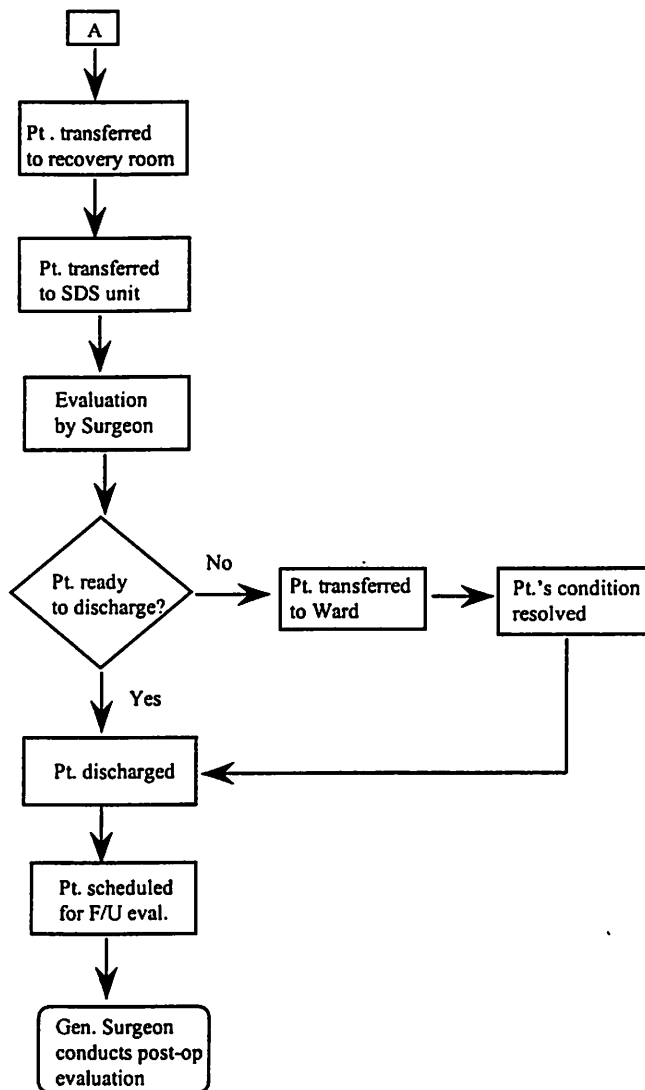 A
Pt . transferred
to recovery room
Pt. transferred
to SDS unit
Evaluation
by Surgeon
Pt. ready
to discharge?
No
Pt. transferred
to Ward
Pt.'s condition
resolved
Yes
Pt. discharged
Pt. scheduled
for F/U eval.
Gen. Surgeon
conducts post-op
evaluation